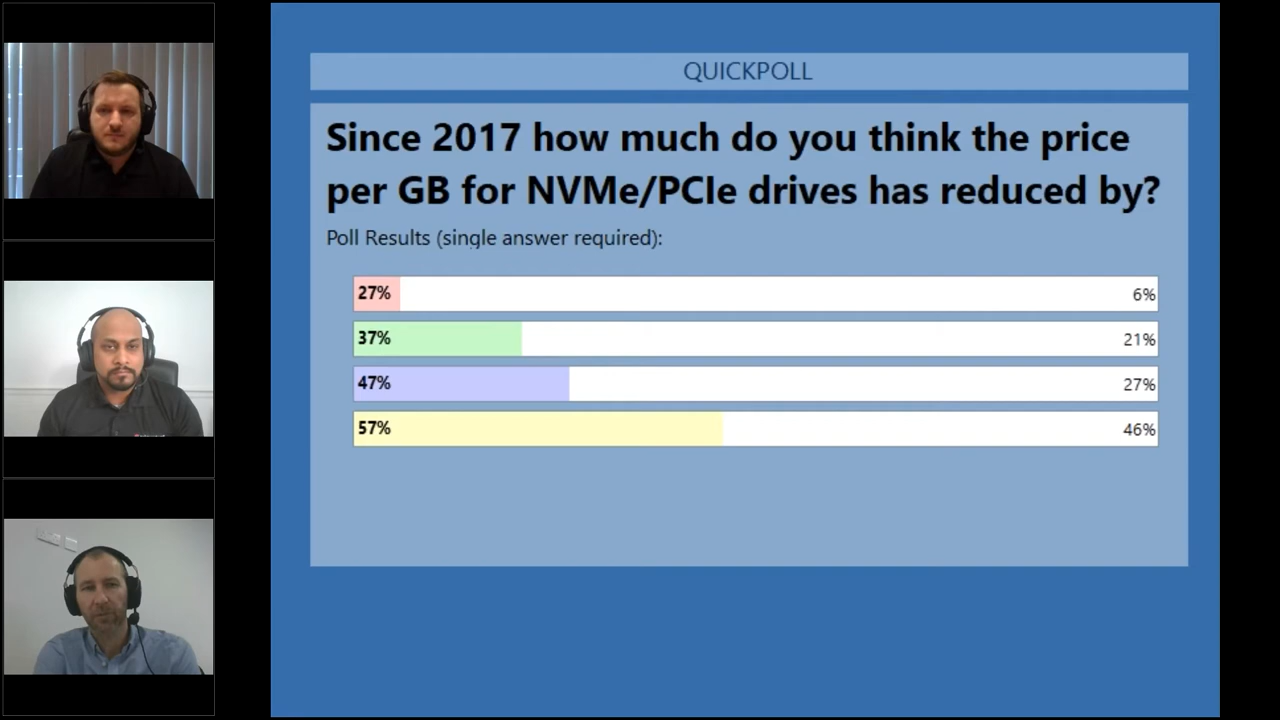 QUICKPOLL
Since 2017 how much do you think the price
per GB for NVMe/PCIe drives has reduced by?
Poll Results (single answer required):
27% 6%
37% 21%
47% 27%
57% 46%